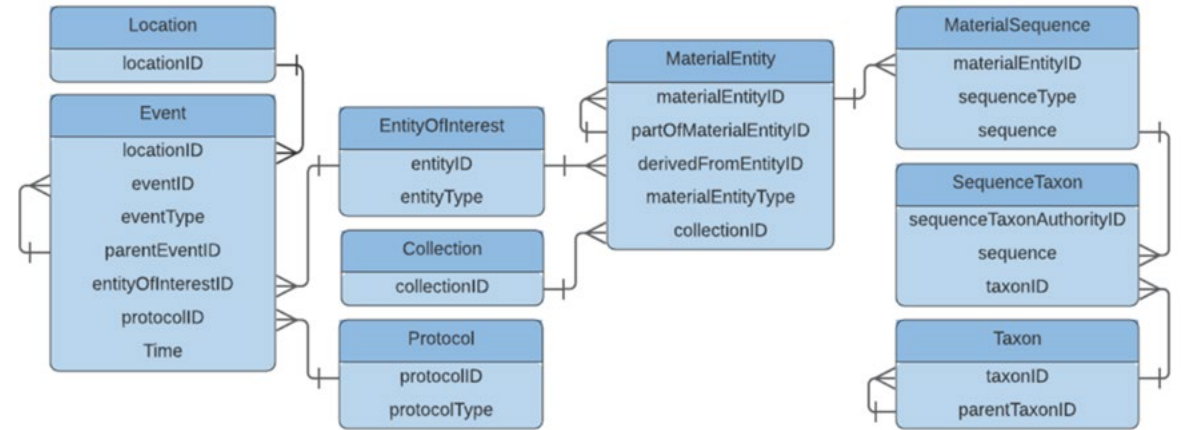 Location
locationID
Event
locationID
eventID
eventType
parentEventID
entityOfInterestID
protocolID
Time
EntityOfInterest
entityID
entityType
Collection
collectionID
Protocol
protocolID
protocolType
MaterialEntity
materialEntityID
partOfMaterialEntityID
derivedFromEntityID
materialEntityType
collectionID
MaterialSequence
materialEntityID
sequenceType
sequence
SequenceTaxon
sequenceTaxonAuthorityID
sequence
taxonID
Taxon
taxonID
parentTaxonID